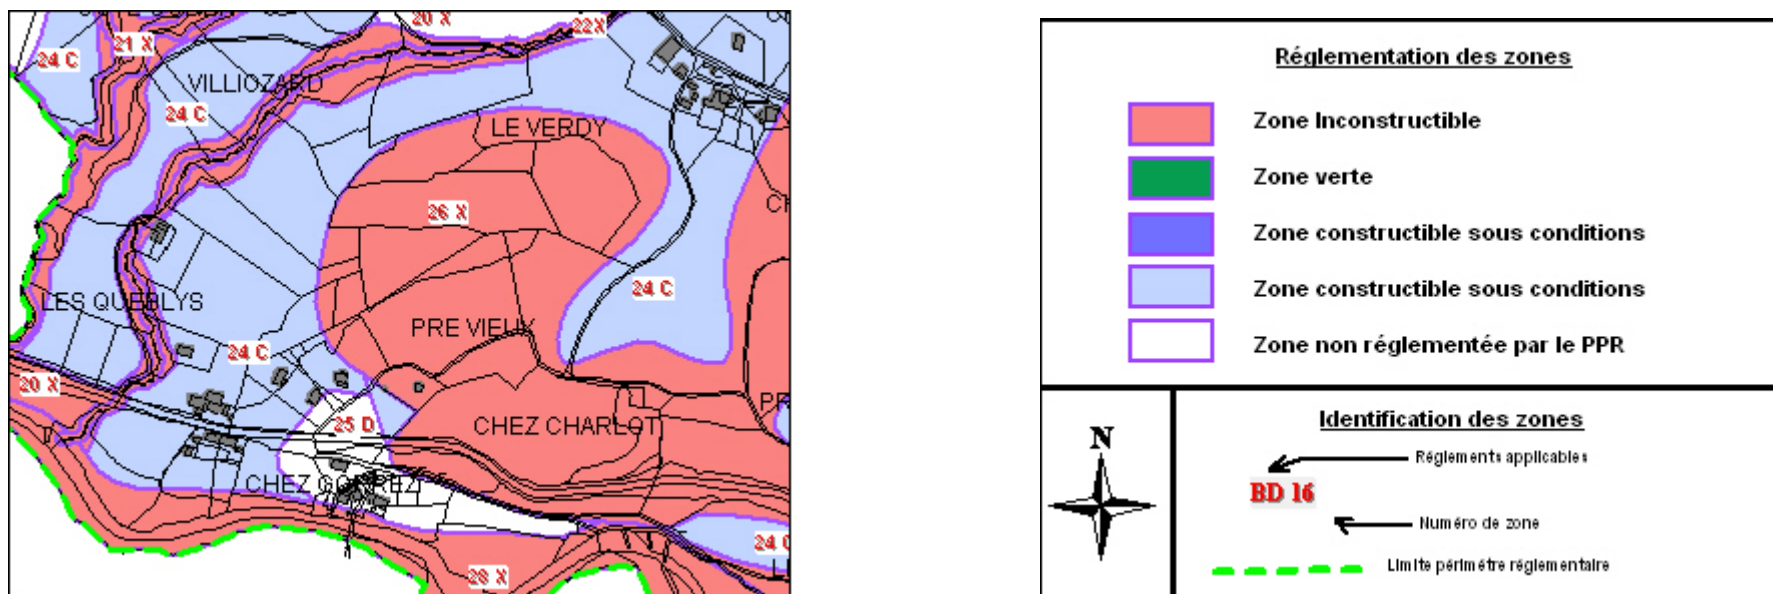 20 X
22X
21 X
24 C
VILLIOZARD
24 C
LE VERDY
26 X
24 C
LES QUEBLYS
PRE VIEUX
24 C
20 X
25 D
CHEZ CHARLOT
PR
CHEZ GONPEZ
24 C
28 X
Réglementation des zones
Zone Inconstructible
Zone verte
Zone constructible sous conditions
Zone constructible sous conditions
Zone non réglementée par le PPR
N
Identification des zones
Réglements applicables
BD 16
Numéro de zone
Limite périmètre réglementaire